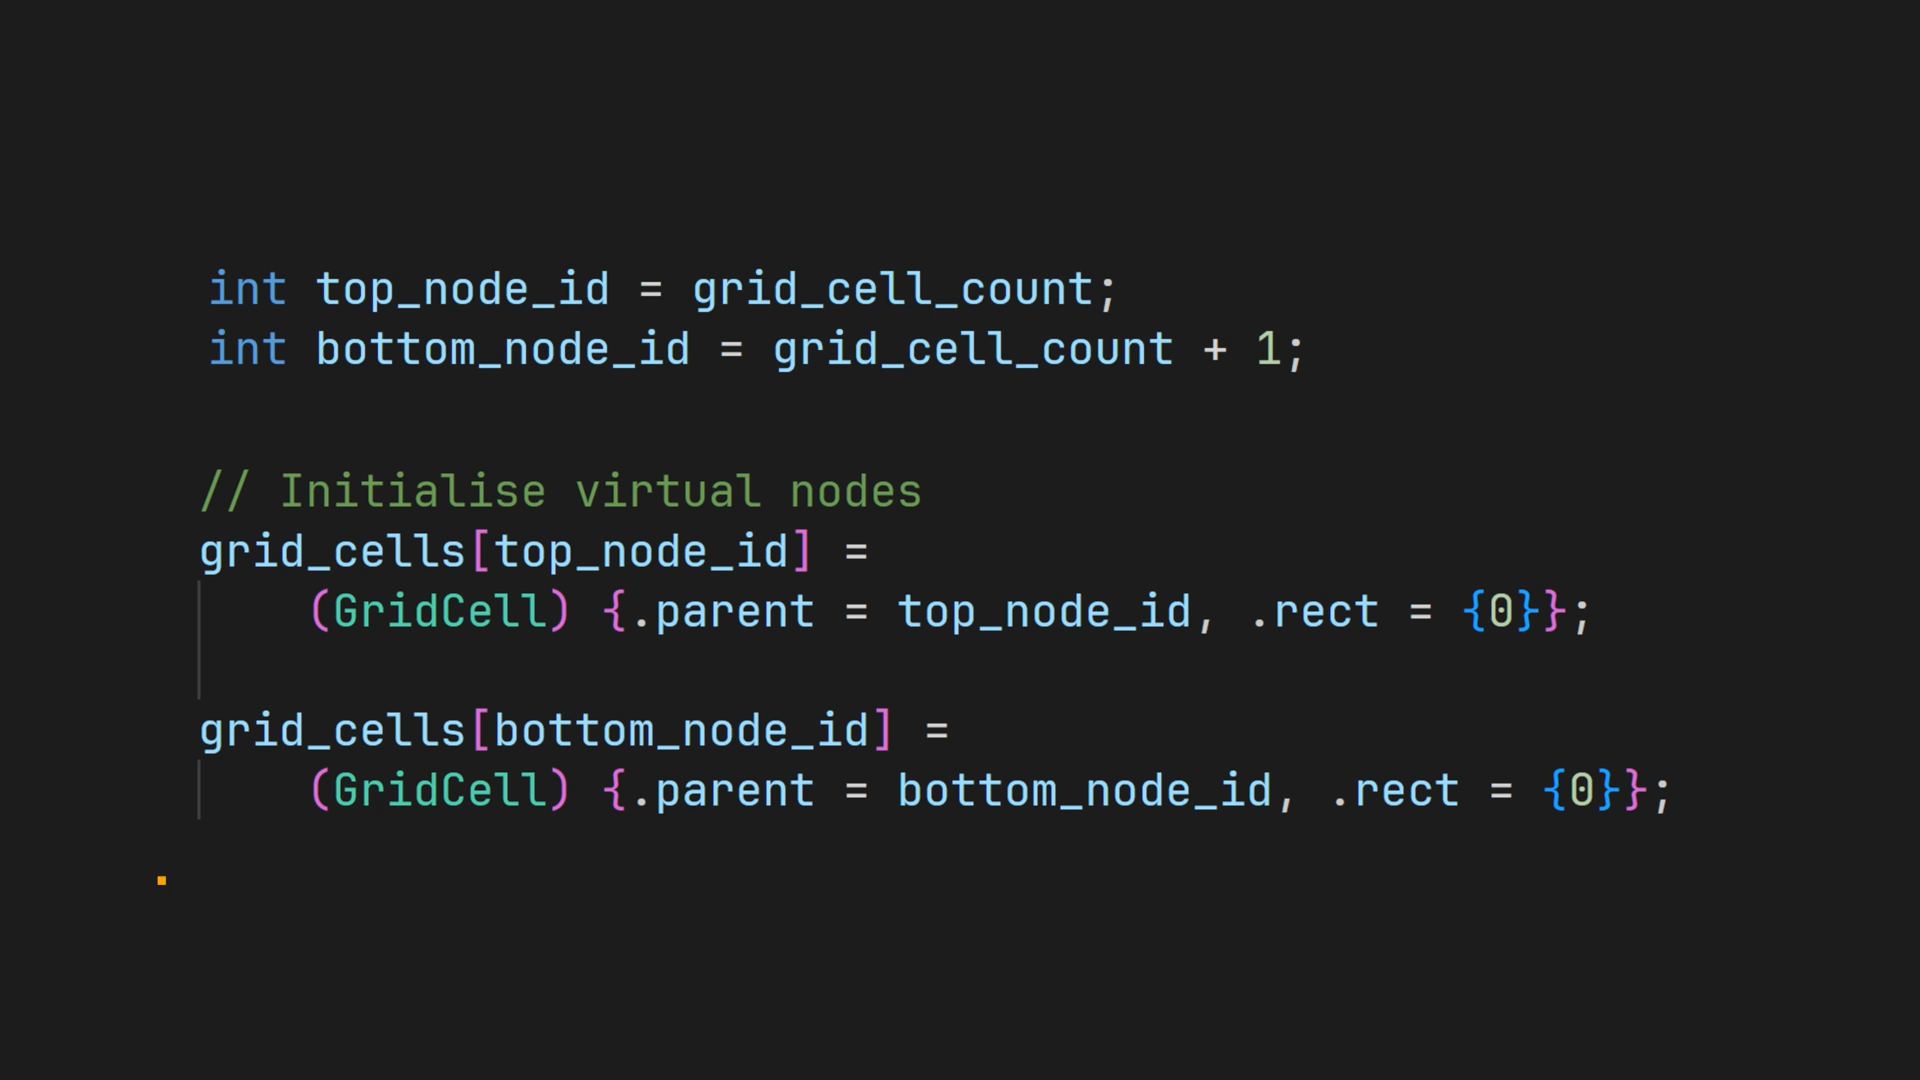 int top_node_id = grid_cell_count;
int bottom_node_id = grid_cell_count + 1;
// Initialise virtual nodes
grid_cells[top_node_id] =
(GridCell) {.parent = top_node_id, .rect = {0}};
grid_cells[bottom_node_id] =
(GridCell) {.parent = bottom_node_id, .rect = {0}};